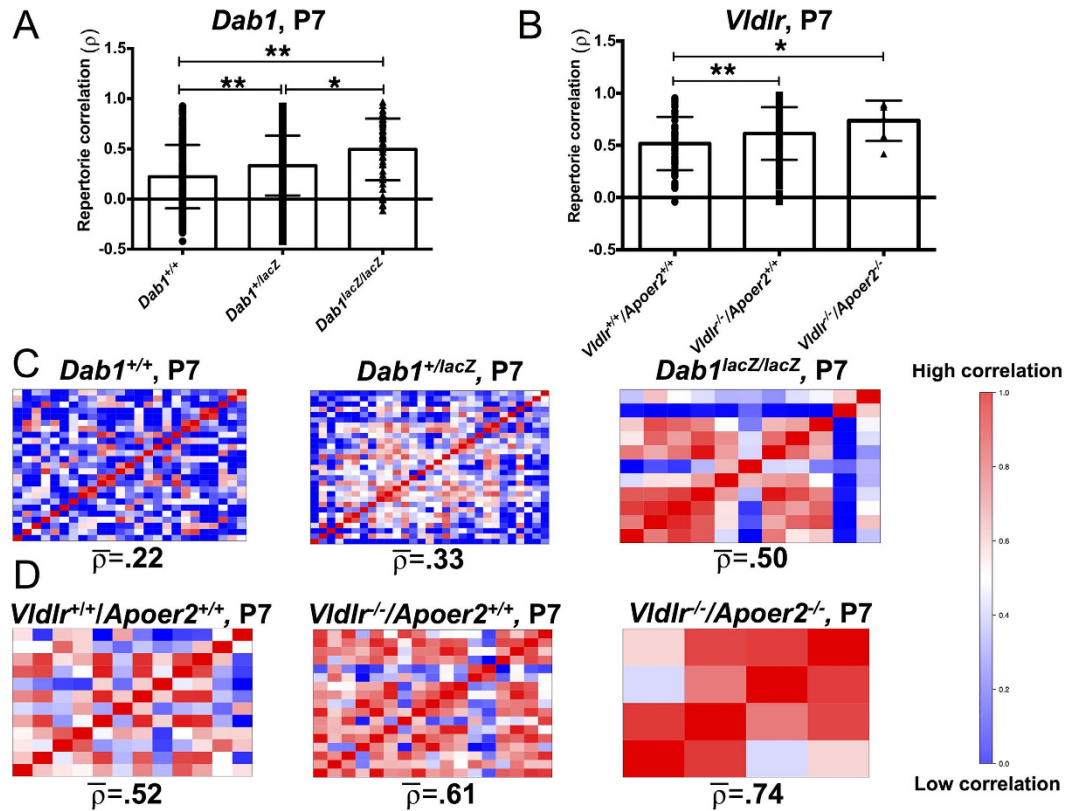 A
Dab1, P7
Repertorie correlation (ρ)
1.5
1.0
0.5
0.0
-0.5
**
**
*
Dab1+/+
Dab1+/lacZ
Dab1lacZ/lacZ
B
Vldlr, P7
Repertorie correlation (ρ)
1.5
1.0
0.5
0.0
-0.5
*
**
Vldlr+/+/Apoer2+/+
Vldlr-/-/Apoer2+/+
Vldlr-/-/Apoer2-/-
C
Dab1+/+, P7
Dab1+/lacZ, P7
Dab1lacZ/lacZ, P7
ρ̅=.22
ρ̅=.33
ρ̅=.50
D
Vldlr+/+/Apoer2+/+, P7
Vldlr-/-/Apoer2+/+, P7
Vldlr-/-/Apoer2-/-, P7
ρ̅=.52
ρ̅=.61
ρ̅=.74
High correlation
1.0
0.8
0.6
0.4
0.2
0.0
Low correlation